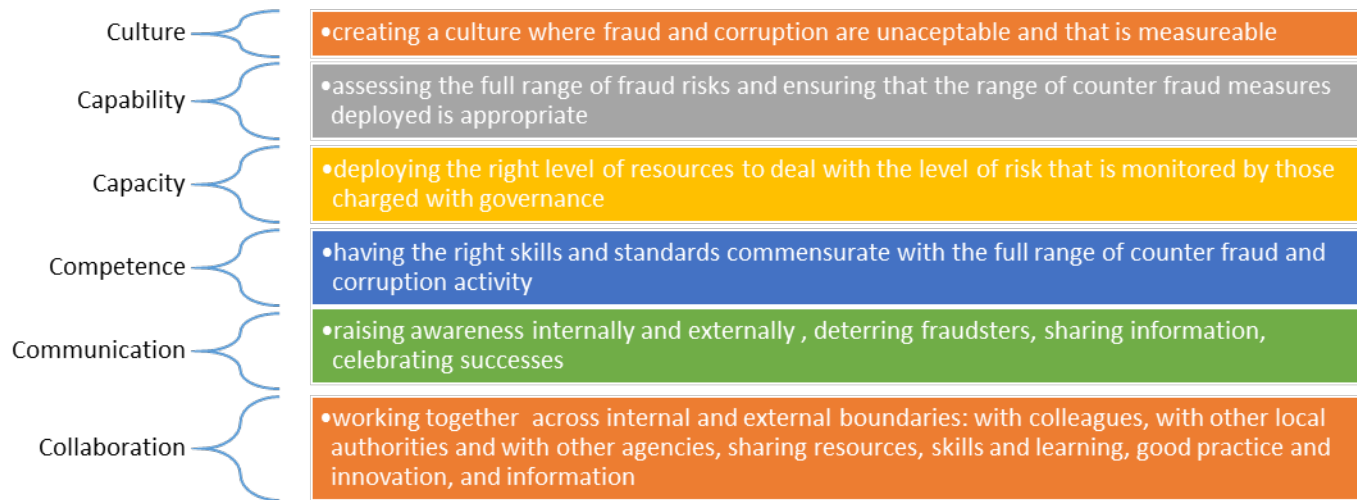 Culture
•creating a culture where fraud and corruption are unacceptable and that is measureable
Capability
•assessing the full range of fraud risks and ensuring that the range of counter fraud measures
deployed is appropriate
Capacity
•deploying the right level of resources to deal with the level of risk that is monitored by those
charged with governance
Competence
•having the right skills and standards commensurate with the full range of counter fraud and
corruption activity
Communication
•raising awareness internally and externally , deterring fraudsters, sharing information,
celebrating successes
Collaboration
•working together  across internal and external boundaries: with colleagues, with other local
authorities and with other agencies, sharing resources, skills and learning, good practice and
innovation, and information